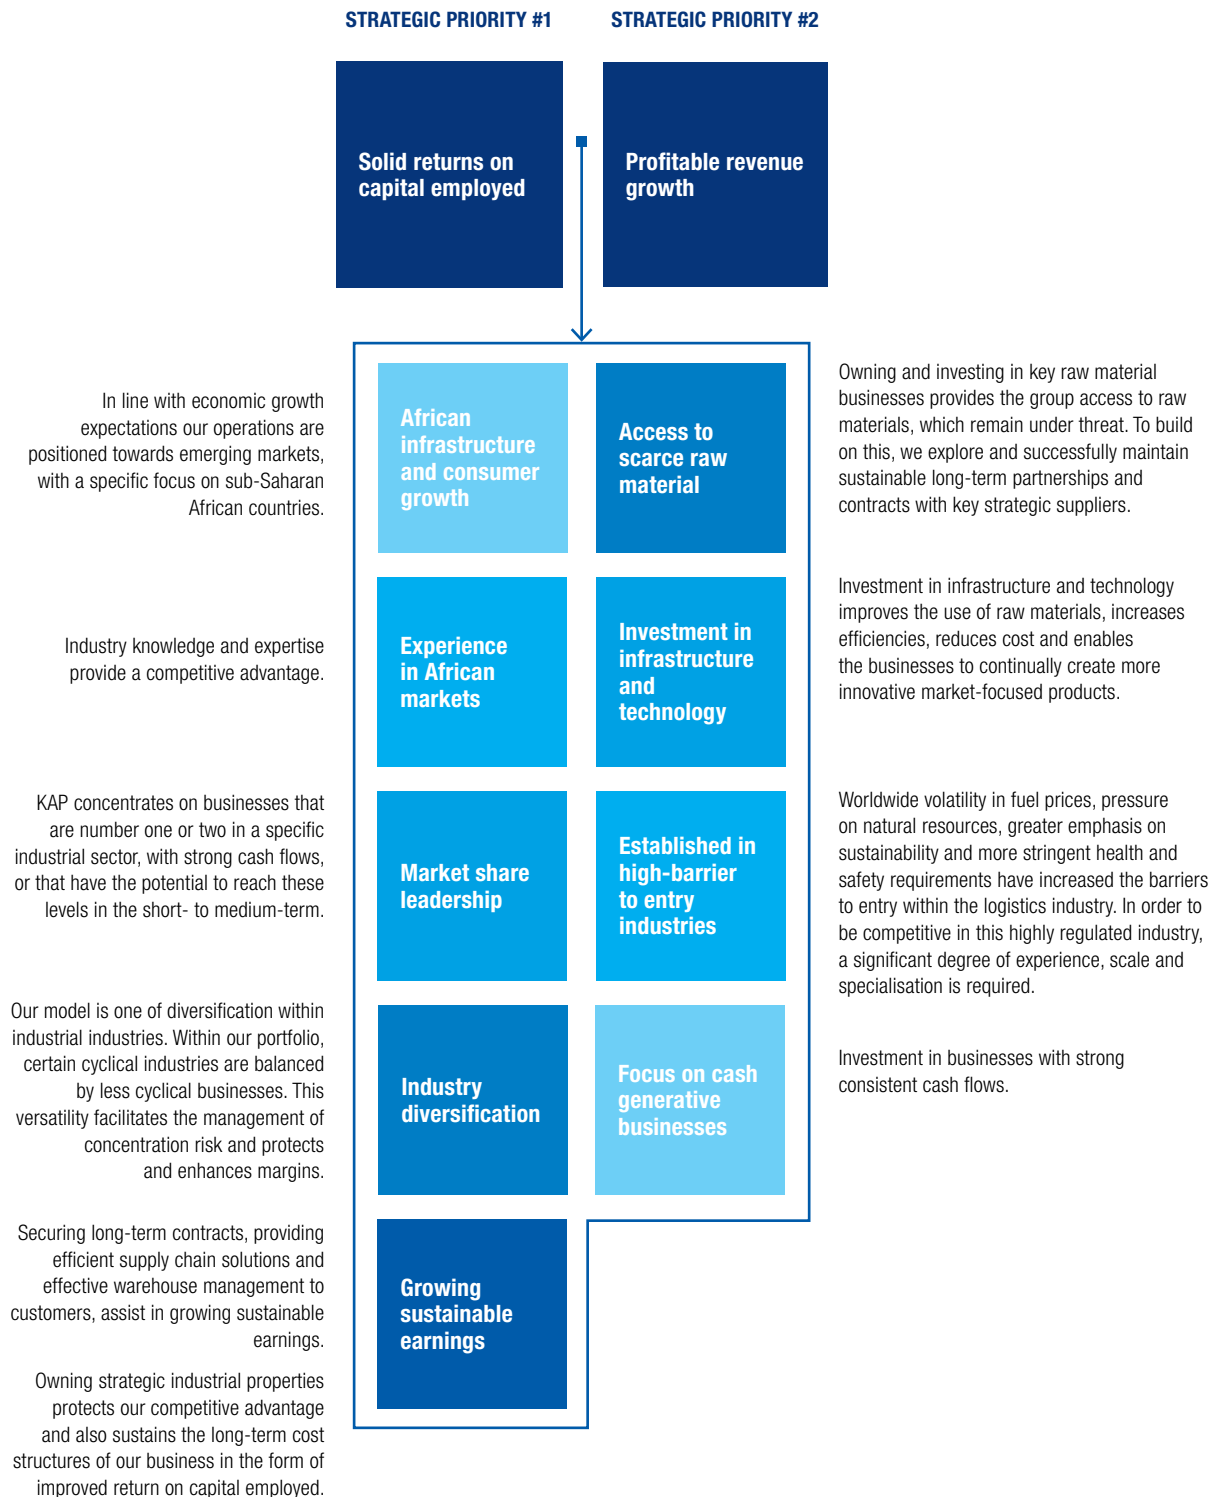 STRATEGIC PRIORITY #1
STRATEGIC PRIORITY #2
Solid returns on
capital employed
Profitable revenue
growth
In line with economic growth
expectations our operations are
positioned towards emerging markets,
with a specific focus on sub-Saharan
African countries.
African
infrastructure
and consumer
growth
Access to
scarce raw
material
Owning and investing in key raw material
businesses provides the group access to raw
materials, which remain under threat. To build
on this, we explore and successfully maintain
sustainable long-term partnerships and
contracts with key strategic suppliers.
Industry knowledge and expertise
provide a competitive advantage.
Experience
in African
markets
Investment in
infrastructure
and
technology
Investment in infrastructure and technology
improves the use of raw materials, increases
efficiencies, reduces cost and enables
the businesses to continually create more
innovative market-focused products.
KAP concentrates on businesses that
are number one or two in a specific
industrial sector, with strong cash flows,
or that have the potential to reach these
levels in the short- to medium-term.
Market share
leadership
Established in
high-barrier
to entry
industries
Worldwide volatility in fuel prices, pressure
on natural resources, greater emphasis on
sustainability and more stringent health and
safety requirements have increased the barriers
to entry within the logistics industry. In order to
be competitive in this highly regulated industry,
a significant degree of experience, scale and
specialisation is required.
Our model is one of diversification within
industrial industries. Within our portfolio,
certain cyclical industries are balanced
by less cyclical businesses. This
versatility facilitates the management of
concentration risk and protects
and enhances margins.
Industry
diversification
Focus on cash
generative
businesses
Investment in businesses with strong
consistent cash flows.
Securing long-term contracts, providing
efficient supply chain solutions and
effective warehouse management to
customers, assist in growing sustainable
earnings.
Growing
sustainable
earnings
Owning strategic industrial properties
protects our competitive advantage
and also sustains the long-term cost
structures of our business in the form of
improved return on capital employed.